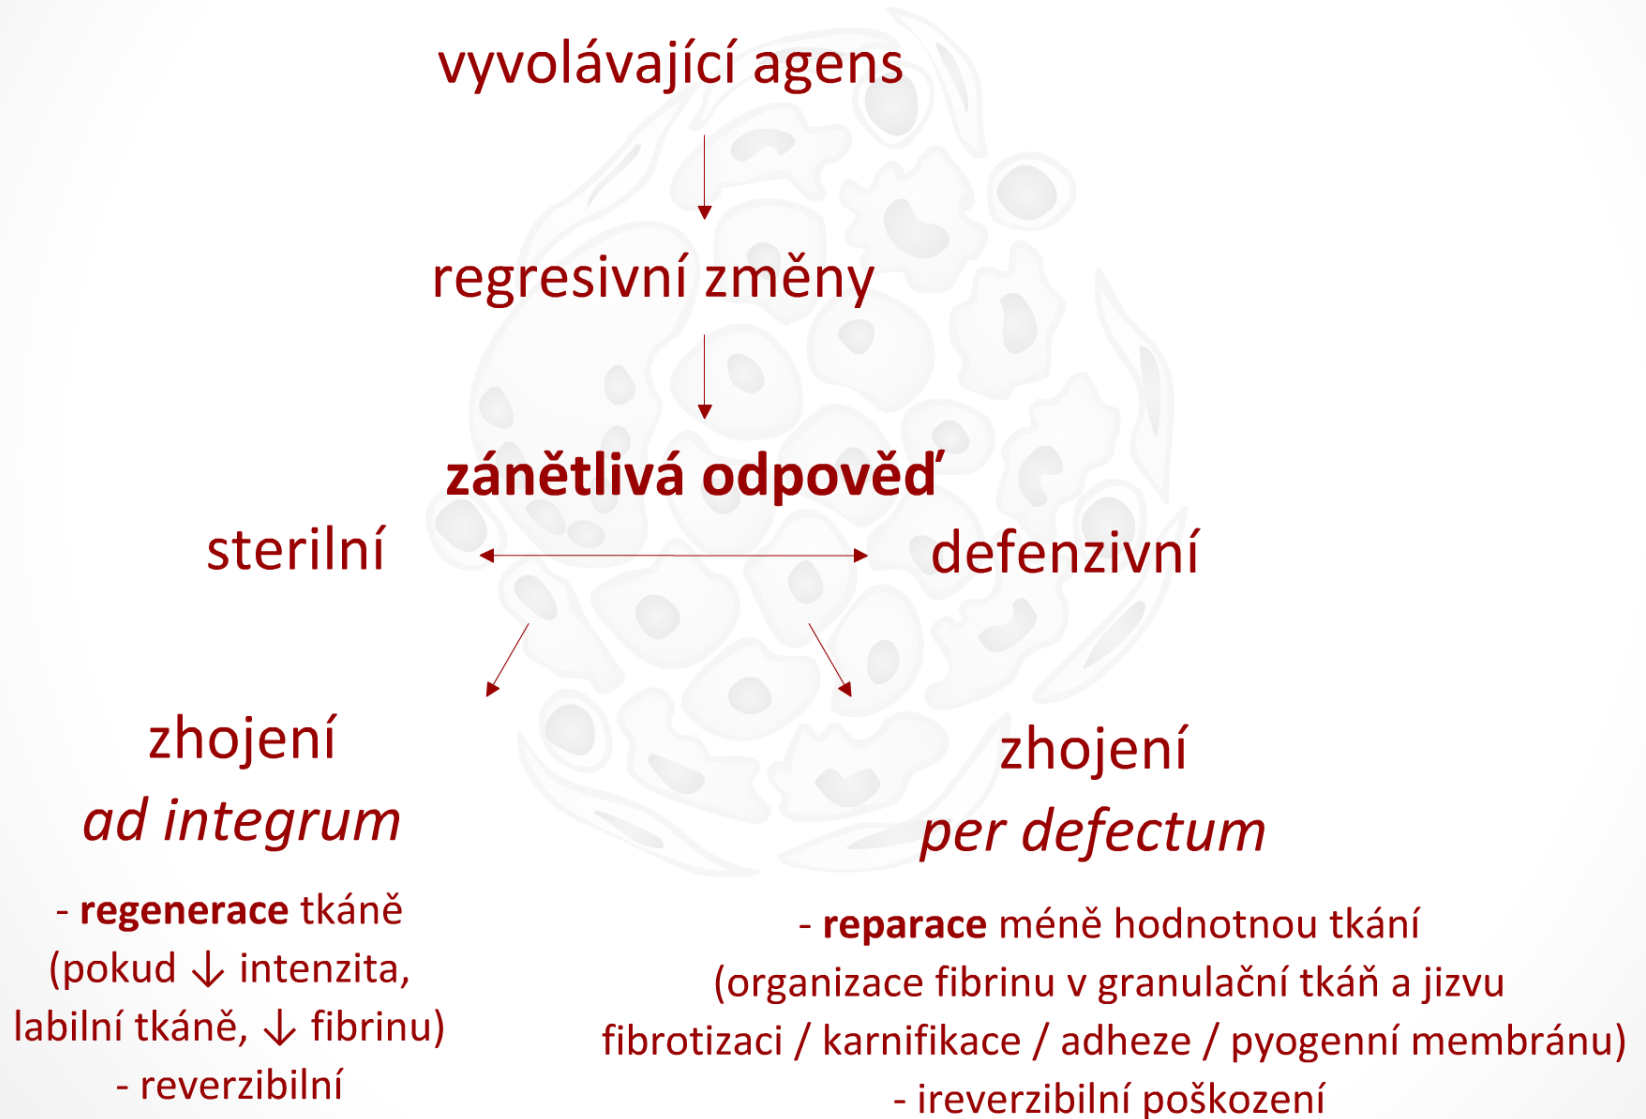 vyvolávající agens
regresivní změny
zánětlivá odpověď
sterilní
defenzivní
zhojení
ad integrum
- regenerace tkáně
(pokud ↓ intenzita,
labilní tkáně, ↓ fibrinu)
- reverzibilní
zhojení
per defectum
- reparace méně hodnotnou tkání
(organizace fibrinu v granulační tkáň a jizvu
fibrotizaci / karnifikace / adheze / pyogenní membránu)
- ireverzibilní poškození